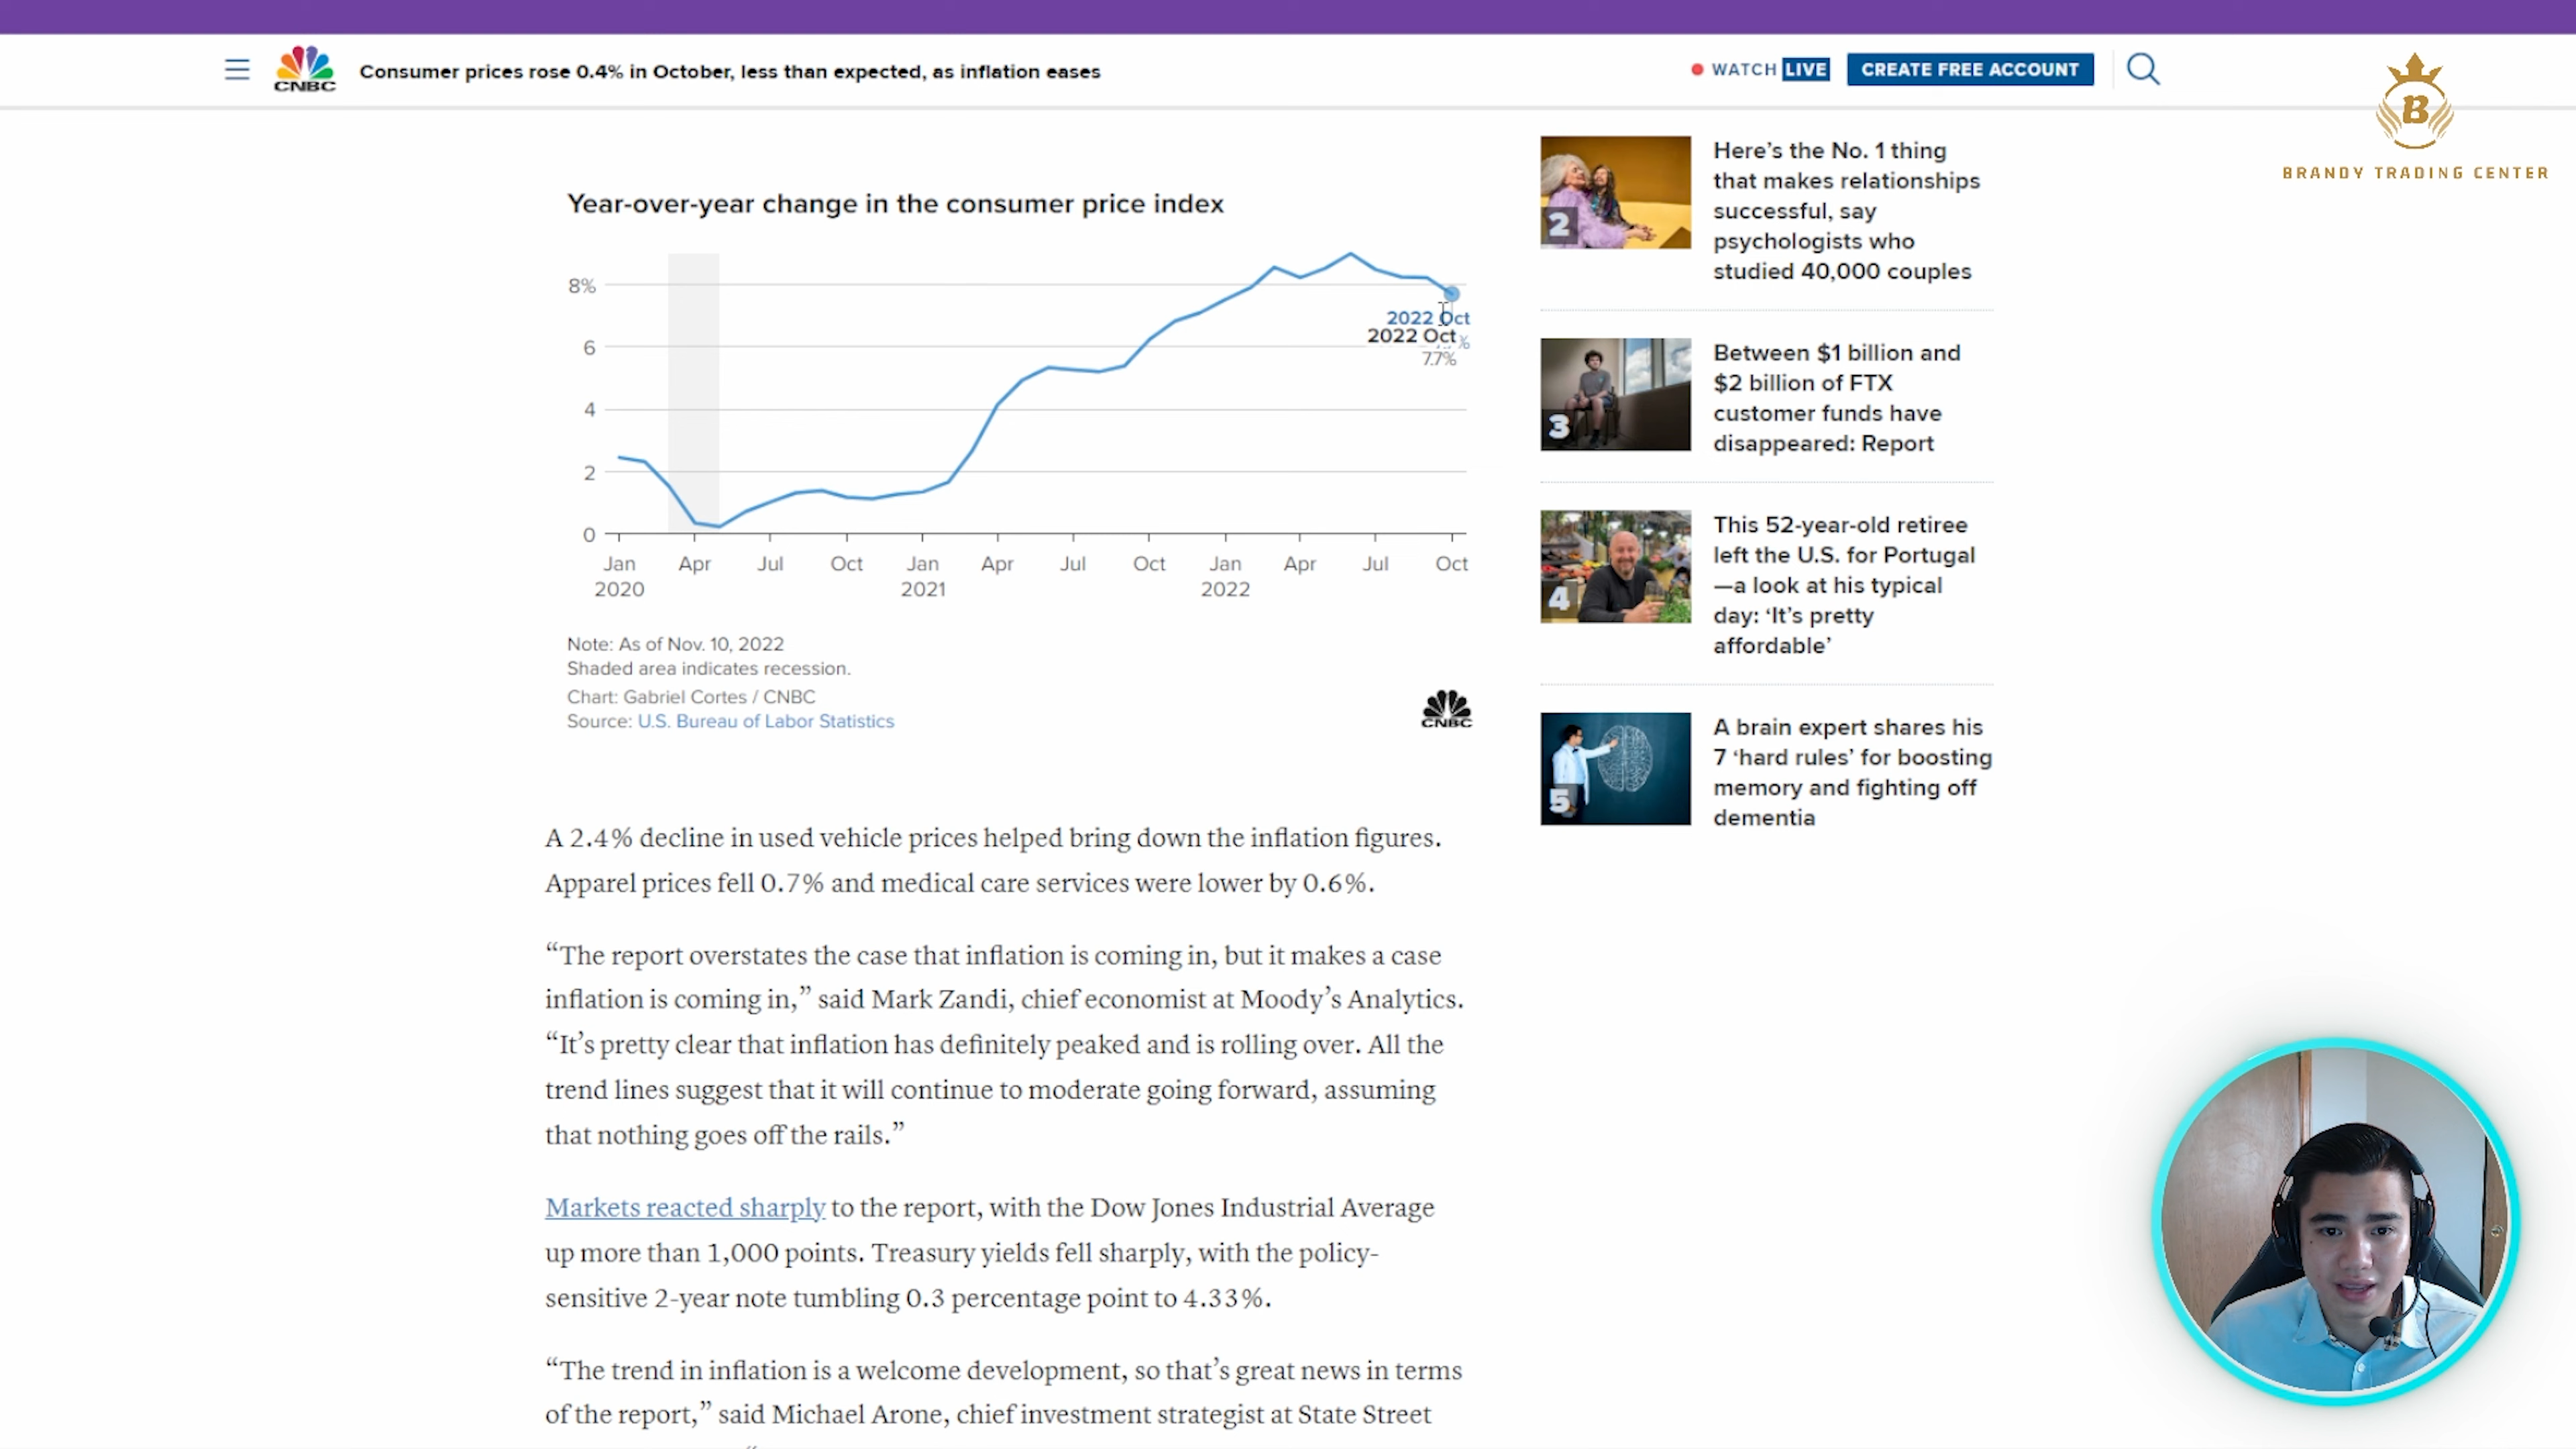 CNBC
Consumer prices rose 0.4% in October, less than expected, as inflation eases
WATCH LIVE
CREATE FREE ACCOUNT
B
BRANDY TRADING CENTER
Year-over-year change in the consumer price index
8%
6
4
2
0
2022 Oct
%
2022 Oct
7.7%
Jan
2020
Apr
Jul
Oct
Jan
2021
Apr
Jul
Oct
Jan
2022
Apr
Jul
Oct
Note: As of Nov. 10, 2022
Shaded area indicates recession.
Chart: Gabriel Cortes / CNBC
Source: U.S. Bureau of Labor Statistics
CNBC
A 2.4% decline in used vehicle prices helped bring down the inflation figures.
Apparel prices fell 0.7% and medical care services were lower by 0.6%.
“The report overstates the case that inflation is coming in, but it makes a case
inflation is coming in,” said Mark Zandi, chief economist at Moody’s Analytics.
“It’s pretty clear that inflation has definitely peaked and is rolling over. All the
trend lines suggest that it will continue to moderate going forward, assuming
that nothing goes off the rails.”
Markets reacted sharply to the report, with the Dow Jones Industrial Average
up more than 1,000 points. Treasury yields fell sharply, with the policy-
sensitive 2-year note tumbling 0.3 percentage point to 4.33%.
“The trend in inflation is a welcome development, so that’s great news in terms
of the report,” said Michael Arone, chief investment strategist at State Street
2
Here’s the No. 1 thing
that makes relationships
successful, say
psychologists who
studied 40,000 couples
3
Between $1 billion and
$2 billion of FTX
customer funds have
disappeared: Report
4
This 52-year-old retiree
left the U.S. for Portugal
—a look at his typical
day: ‘It’s pretty
affordable’
5
A brain expert shares his
7 ‘hard rules’ for boosting
memory and fighting off
dementia